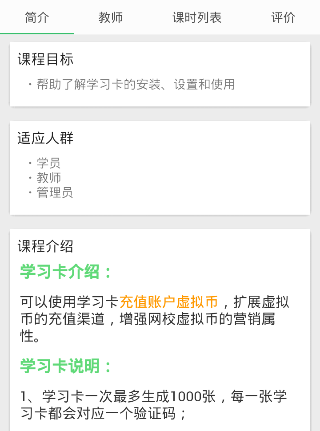 简介 教师 课时列表 评价
课程目标
· 帮助了解学习卡的安装、设置和使用
适应人群
· 学员
· 教师
· 管理员
课程介绍
学习卡介绍：
可以使用学习卡充值账户虚拟币，扩展虚拟
币的充值渠道，增强网校虚拟币的营销属
性。
学习卡说明：
1、学习卡一次最多生成1000张，每一张学
习卡都会对应一个验证码；